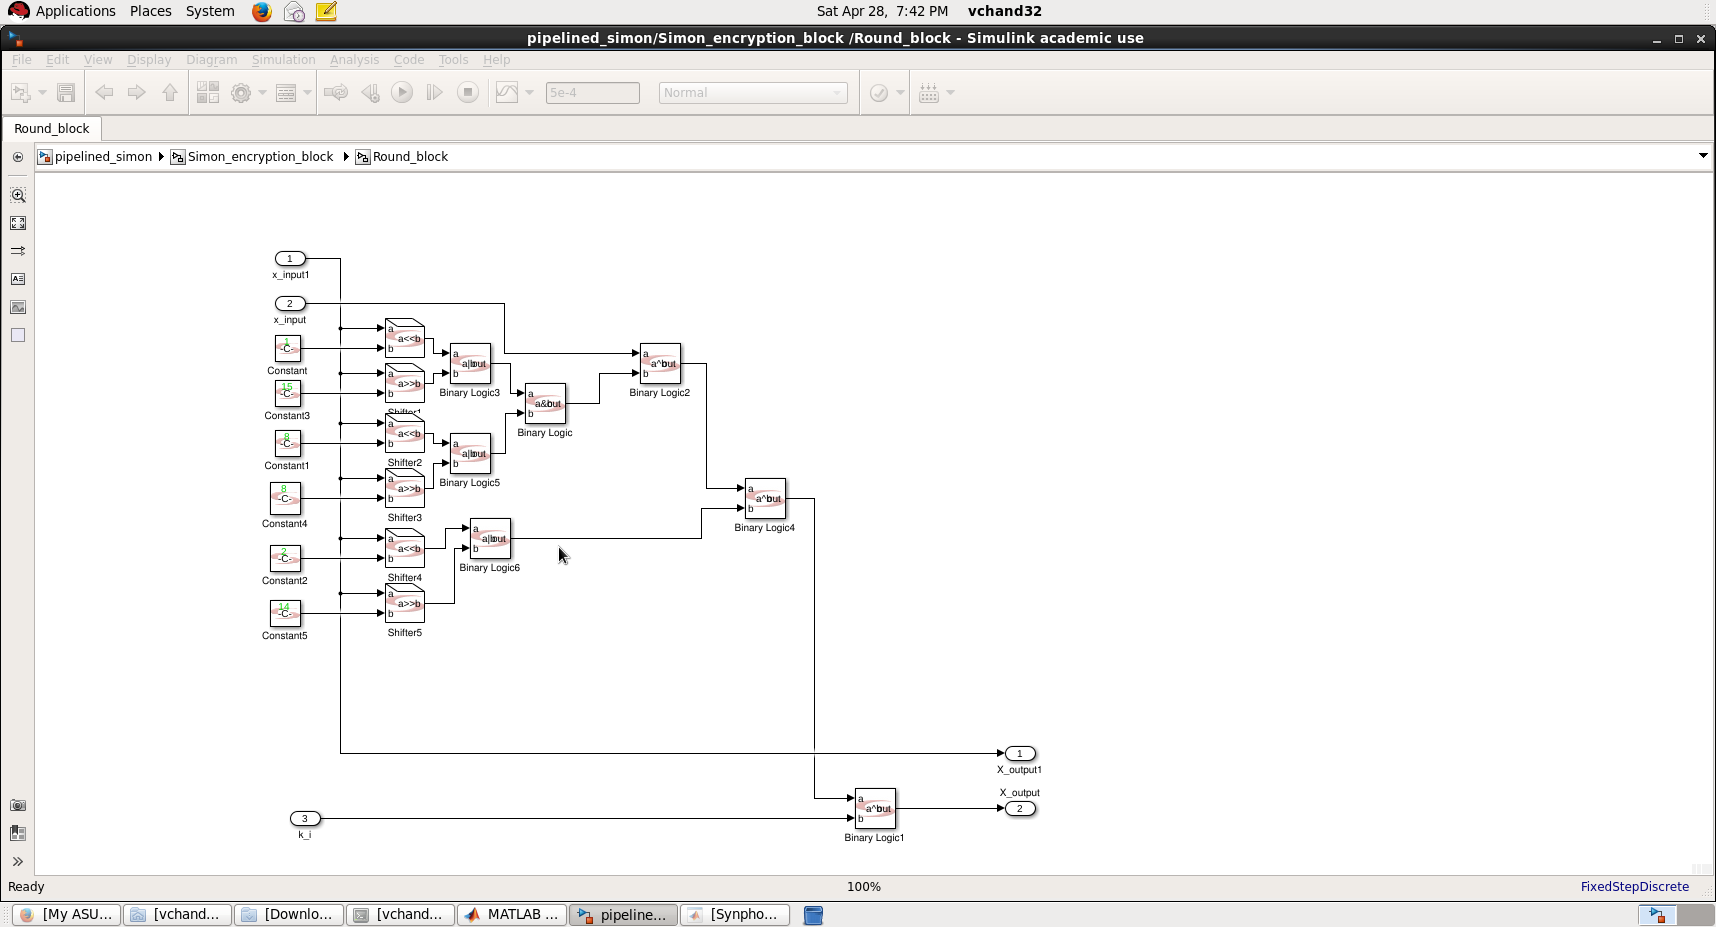 Applications Places System Sat Apr 28, 7:42 PM vchand32
pipelined_simon/Simon_encryption_block /Round_block - Simulink academic use
File Edit View Display Diagram Simulation Analysis Code Tools Help
5e-4 Normal
Round_block
pipelined_simon Simon_encryption_block Round_block
1
x_input1
2
x_input
1
-C-
Constant
15
-C-
Constant3
8
-C-
Constant1
8
-C-
Constant4
2
-C-
Constant2
14
-C-
Constant5
a
a<<b
b
a
a>>b
b
Shifter1
a
a<<b
b
Shifter2
a
a>>b
b
Shifter3
a
a<<b
b
Shifter4
a
a>>b
b
Shifter5
a
a|b out
b
Binary Logic3
a
a|b out
b
Binary Logic5
a
a|b out
b
Binary Logic6
a
a&b out
b
Binary Logic
a
a^b out
b
Binary Logic2
a
a^b out
b
Binary Logic4
1
X_output1
X_output
2
a
a^b out
b
Binary Logic1
3
k_i
Ready 100% FixedStepDiscrete
[My ASU... [vchand... [Downlo... [vchand... MATLAB ... pipeline... [Sympho...